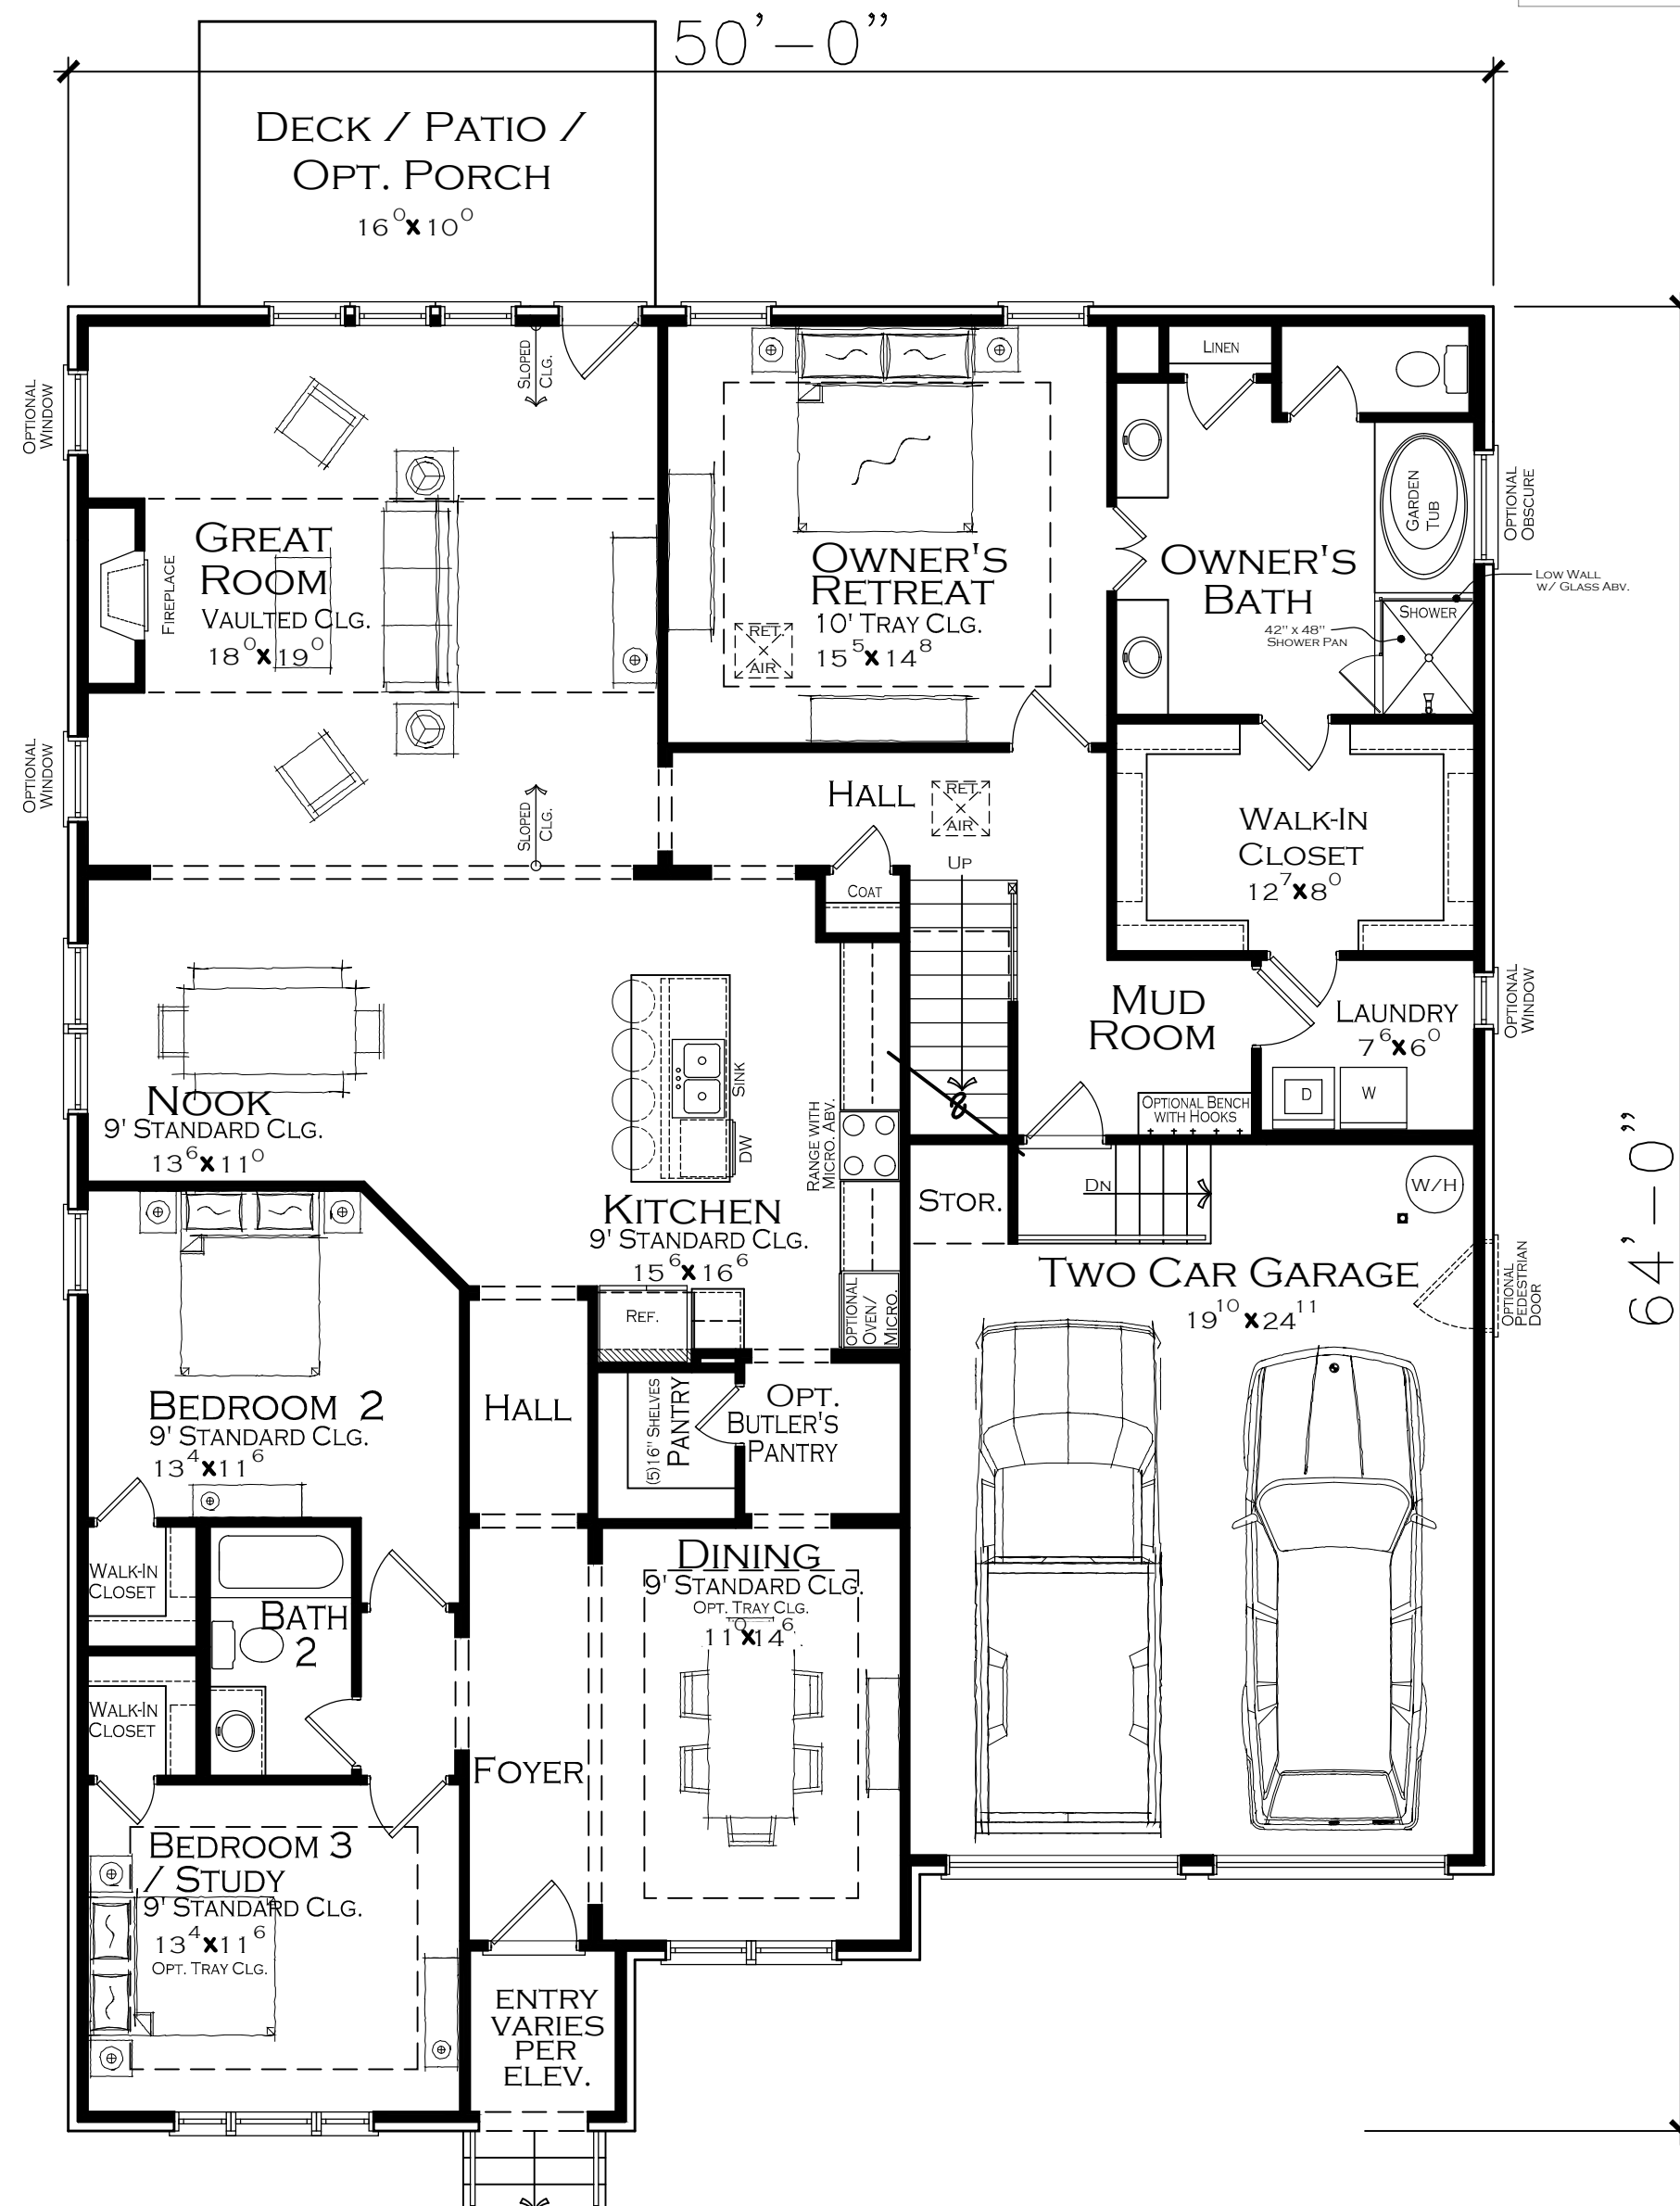 50'-0"
DECK / PATIO /
OPT. PORCH
16⁰x10⁰
OPTIONAL
WINDOW
SLOPED
CLG.
LINEN
GREAT
ROOM
VAULTED CLG.
18⁰x19⁰
FIREPLACE
OWNER'S
RETREAT
10' TRAY CLG.
15⁵x14⁸
RET.
AIR
OWNER'S
BATH
GARDEN
TUB
OPTIONAL
OBSCURE
LOW WALL
W/ GLASS ABV.
SHOWER
42" x 48"
SHOWER PAN
OPTIONAL
WINDOW
SLOPED
CLG.
HALL
RET.
AIR
UP
COAT
WALK-IN
CLOSET
12⁷x8⁰
MUD
ROOM
LAUNDRY
7⁶x6⁰
OPTIONAL
WINDOW
D
W
OPTIONAL BENCH
WITH HOOKS
NOOK
9' STANDARD CLG.
13⁶x11⁰
SINK
DW
RANGE WITH
MICRO. ABV.
KITCHEN
9' STANDARD CLG.
15⁶x16⁶
REF.
OPTIONAL
OVEN/
MICRO.
STOR.
DN
W/H
64'-0"
TWO CAR GARAGE
19¹⁰x24¹¹
OPTIONAL
PEDESTRIAN
DOOR
BEDROOM 2
9' STANDARD CLG.
13⁴x11⁶
HALL
(5)16" SHELVES
PANTRY
OPT.
BUTLER'S
PANTRY
WALK-IN
CLOSET
BATH
2
WALK-IN
CLOSET
DINING
9' STANDARD CLG.
OPT. TRAY CLG.
11⁰x14⁶
FOYER
BEDROOM 3
/ STUDY
9' STANDARD CLG.
13⁴x11⁶
OPT. TRAY CLG.
ENTRY
VARIES
PER
ELEV.